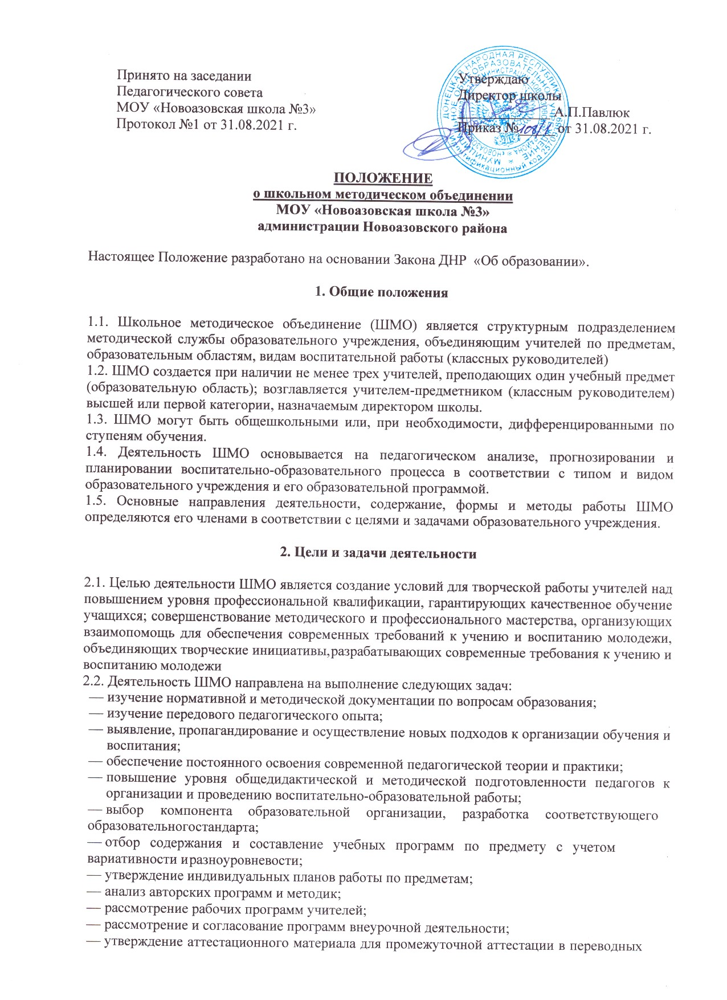 Принято на заседании
Педагогического совета
МОУ «Новоазовская школа №3»
Протокол №1 от 31.08.2021 г.
Утверждаю
Директор школы
А.П.Павлюк
Приказ № 108/1 от 31.08.2021 г.
ПОЛОЖЕНИЕ
о школьном методическом объединении
МОУ «Новоазовская школа №3»
администрации Новоазовского района
Настоящее Положение разработано на основании Закона ДНР «Об образовании».
1. Общие положения
1.1. Школьное методическое объединение (ШМО) является структурным подразделением
методической службы образовательного учреждения, объединяющим учителей по предметам,
образовательным областям, видам воспитательной работы (классных руководителей)
1.2. ШМО создается при наличии не менее трех учителей, преподающих один учебный предмет
(образовательную область); возглавляется учителем-предметником (классным руководителем)
высшей или первой категории, назначаемым директором школы.
1.3. ШМО могут быть общешкольными или, при необходимости, дифференцированными по
ступеням обучения.
1.4. Деятельность ШМО основывается на педагогическом анализе, прогнозировании и
планировании воспитательно-образовательного процесса в соответствии с типом и видом
образовательного учреждения и его образовательной программой.
1.5. Основные направления деятельности, содержание, формы и методы работы ШМО
определяются его членами в соответствии с целями и задачами образовательного учреждения.
2. Цели и задачи деятельности
2.1. Целью деятельности ШМО является создание условий для творческой работы учителей над
повышением уровня профессиональной квалификации, гарантирующих качественное обучение
учащихся; совершенствование методического и профессионального мастерства, организующих
взаимопомощь для обеспечения современных требований к учению и воспитанию молодежи,
объединяющих творческие инициативы,разрабатывающих современные требования к учению и
воспитанию молодежи
2.2. Деятельность ШМО направлена на выполнение следующих задач:
— изучение нормативной и методической документации по вопросам образования;
— изучение передового педагогического опыта;
— выявление, пропагандирование и осуществление новых подходов к организации обучения и
воспитания;
— обеспечение постоянного освоения современной педагогической теории и практики;
— повышение уровня общедидактической и методической подготовленности педагогов к
организации и проведению воспитательно-образовательной работы;
— выбор компонента образовательной организации, разработка соответствующего
образовательногостандарта;
— отбор содержания и составление учебных программ по предмету с учетом
вариативности иразноуровневости;
— утверждение индивидуальных планов работы по предметам;
— анализ авторских программ и методик;
— рассмотрение рабочих программ учителей;
— рассмотрение и согласование программ внеурочной деятельности;
— утверждение аттестационного материала для промежуточной аттестации в переводных